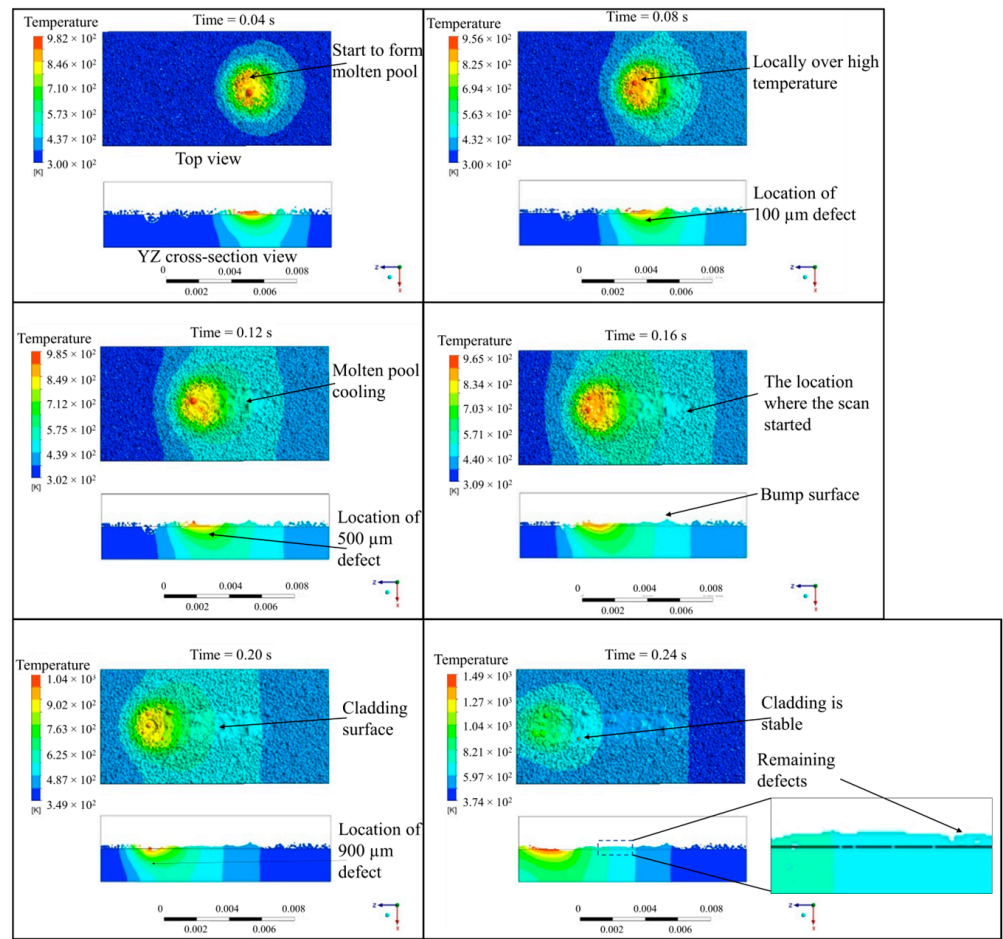 Time = 0.04 s
Temperature
9.82 × 10²
8.46 × 10²
7.10 × 10²
5.73 × 10²
4.37 × 10²
3.00 × 10²
[K]
Start to form
molten pool
Top view
YZ cross-section view
0 0.004 0.008
0.002 0.006
Z
X
Time = 0.08 s
Temperature
9.56 × 10²
8.25 × 10²
6.94 × 10²
5.63 × 10²
4.32 × 10²
3.00 × 10²
[K]
Locally over high
temperature
Location of
100 µm defect
0 0.004 0.008
0.002 0.006
Z
X
Time = 0.12 s
Temperature
9.85 × 10²
8.49 × 10²
7.12 × 10²
5.75 × 10²
4.39 × 10²
3.02 × 10²
[K]
Molten pool
cooling
Location of
500 µm
defect
0 0.004 0.008
0.002 0.006
Z
X
Time = 0.16 s
Temperature
9.65 × 10²
8.34 × 10²
7.03 × 10²
5.71 × 10²
4.40 × 10²
3.09 × 10²
[K]
The location
where the scan
started
Bump surface
0 0.004 0.008
0.002 0.006
Z
X
Time = 0.20 s
Temperature
1.04 × 10³
9.02 × 10²
7.63 × 10²
6.25 × 10²
4.87 × 10²
3.49 × 10²
[K]
Cladding
surface
Location of
900 µm
defect
0 0.004 0.008
0.002 0.006
Z
X
Time = 0.24 s
Temperature
1.49 × 10³
1.27 × 10³
1.04 × 10³
8.21 × 10²
5.97 × 10²
3.74 × 10²
[K]
Cladding is
stable
Remaining
defects
0 0.004 0.008
0.002 0.006
Z
X